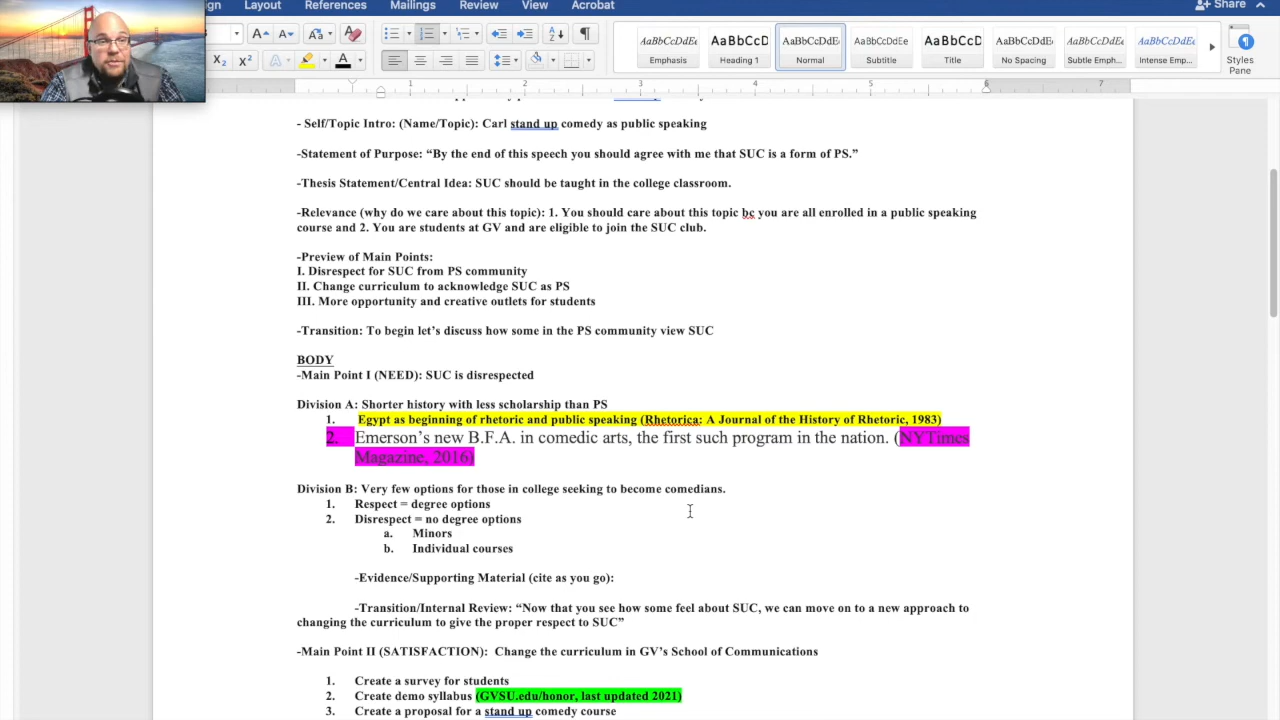 Layout
References
Mailings
Review
View
Acrobat
Share
AaBbCcDdEe
AaBbCcD
AaBbCcDdEe
AaBbCcDdEe
AaBbCcD
AaBbCcDdEe
AaBbCcDdEe
AaBbCcDdEe
Emphasis
Heading 1
Normal
Subtitle
Title
No Spacing
Subtle Emph...
Intense Emp...
Styles
Pane
1 2 3 4 5 6 7
- Self/Topic Intro: (Name/Topic): Carl stand up comedy as public speaking
-Statement of Purpose: “By the end of this speech you should agree with me that SUC is a form of PS.”
-Thesis Statement/Central Idea: SUC should be taught in the college classroom.
-Relevance (why do we care about this topic): 1. You should care about this topic bc you are all enrolled in a public speaking
course and 2. You are students at GV and are eligible to join the SUC club.
-Preview of Main Points:
I. Disrespect for SUC from PS community
II. Change curriculum to acknowledge SUC as PS
III. More opportunity and creative outlets for students
-Transition: To begin let’s discuss how some in the PS community view SUC
BODY
-Main Point I (NEED): SUC is disrespected
Division A: Shorter history with less scholarship than PS
1. Egypt as beginning of rhetoric and public speaking (Rhetorica: A Journal of the History of Rhetoric, 1983)
2. Emerson’s new B.F.A. in comedic arts, the first such program in the nation. (NYTimes
Magazine, 2016)
Division B: Very few options for those in college seeking to become comedians.
1. Respect = degree options
2. Disrespect = no degree options
a. Minors
b. Individual courses
-Evidence/Supporting Material (cite as you go):
-Transition/Internal Review: “Now that you see how some feel about SUC, we can move on to a new approach to
changing the curriculum to give the proper respect to SUC”
-Main Point II (SATISFACTION): Change the curriculum in GV’s School of Communications
1. Create a survey for students
2. Create demo syllabus (GVSU.edu/honor, last updated 2021)
3. Create a proposal for a stand up comedy course